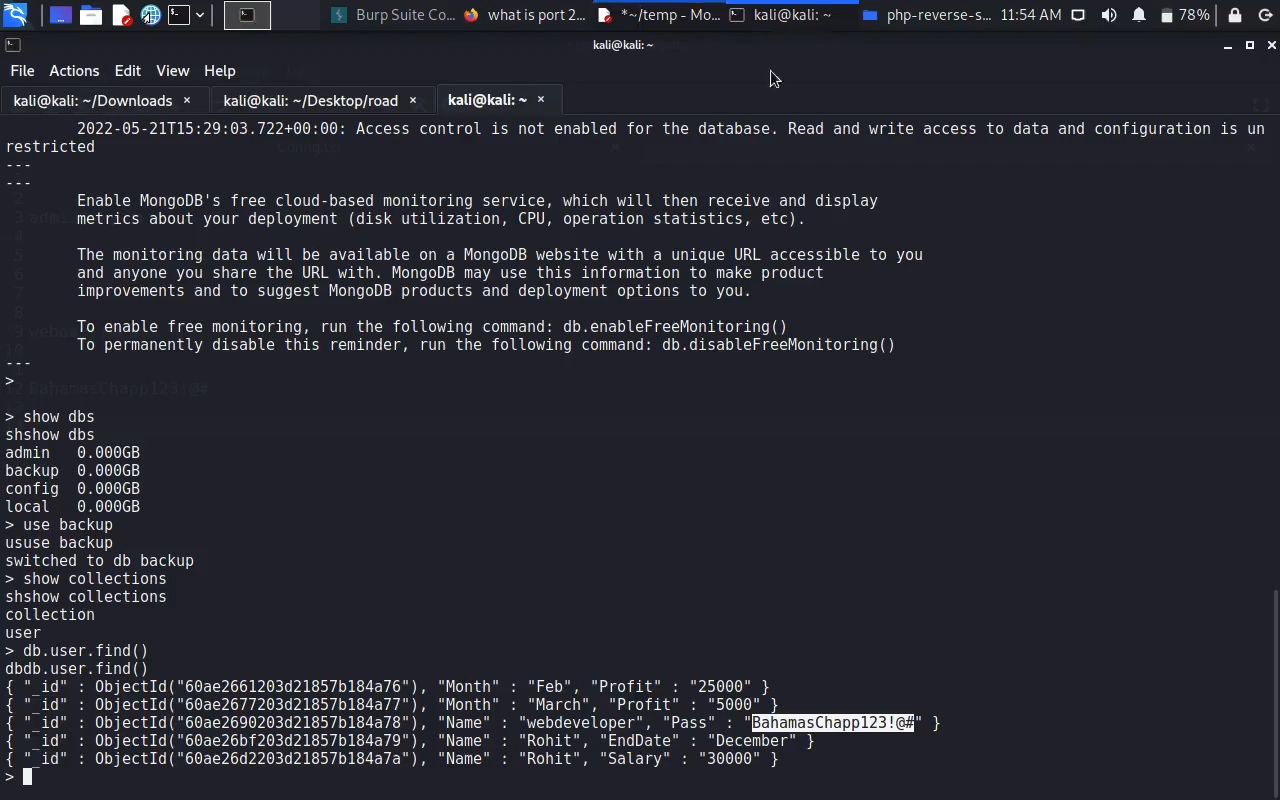 Burp Suite Co...
what is port 2...
*~/temp - Mo...
kali@kali: ~
php-reverse-s...
11:54 AM
78%
kali@kali: ~
File Actions Edit View Help
kali@kali: ~/Downloads ×
kali@kali: ~/Desktop/road ×
kali@kali: ~ ×
2022-05-21T15:29:03.722+00:00: Access control is not enabled for the database. Read and write access to data and configuration is un
restricted
---
---
Enable MongoDB's free cloud-based monitoring service, which will then receive and display
metrics about your deployment (disk utilization, CPU, operation statistics, etc).
The monitoring data will be available on a MongoDB website with a unique URL accessible to you
and anyone you share the URL with. MongoDB may use this information to make product
improvements and to suggest MongoDB products and deployment options to you.
To enable free monitoring, run the following command: db.enableFreeMonitoring()
To permanently disable this reminder, run the following command: db.disableFreeMonitoring()
---
>
BahamasChapp123!@#
> show dbs
shshow dbs
admin   0.000GB
backup  0.000GB
config  0.000GB
local   0.000GB
> use backup
ususe backup
switched to db backup
> show collections
shshow collections
collection
user
> db.user.find()
dbdb.user.find()
{ "_id" : ObjectId("60ae2661203d21857b184a76"), "Month" : "Feb", "Profit" : "25000" }
{ "_id" : ObjectId("60ae2677203d21857b184a77"), "Month" : "March", "Profit" : "5000" }
{ "_id" : ObjectId("60ae2690203d21857b184a78"), "Name" : "webdeveloper", "Pass" : "BahamasChapp123!@#" }
{ "_id" : ObjectId("60ae26bf203d21857b184a79"), "Name" : "Rohit", "EndDate" : "December" }
{ "_id" : ObjectId("60ae26d2203d21857b184a7a"), "Name" : "Rohit", "Salary" : "30000" }
>